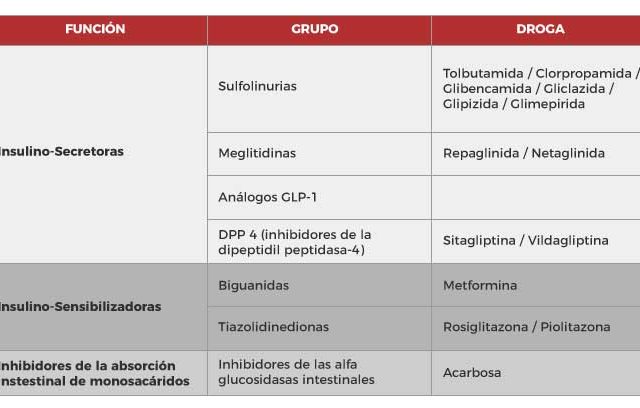 FUNCIÓN GRUPO DROGA
Insulino-Secretoras
Sulfolinurias
Tolbutamida / Clorpropamida /
Glibencamida / Gliclazida /
Glipizida / Glimepirida
Meglitidinas
Repaglinida / Netaglinida
Análogos GLP-1
DPP 4 (inhibidores de la
dipeptidil peptidasa-4)
Sitagliptina / Vildagliptina
Insulino-Sensibilizadoras
Biguanidas
Metformina
Tiazolidinedionas
Rosiglitazona / Piolitazona
Inhibidores de la absorción
instestinal de monosacáridos
Inhibidores de las alfa
glucosidasas intestinales
Acarbosa